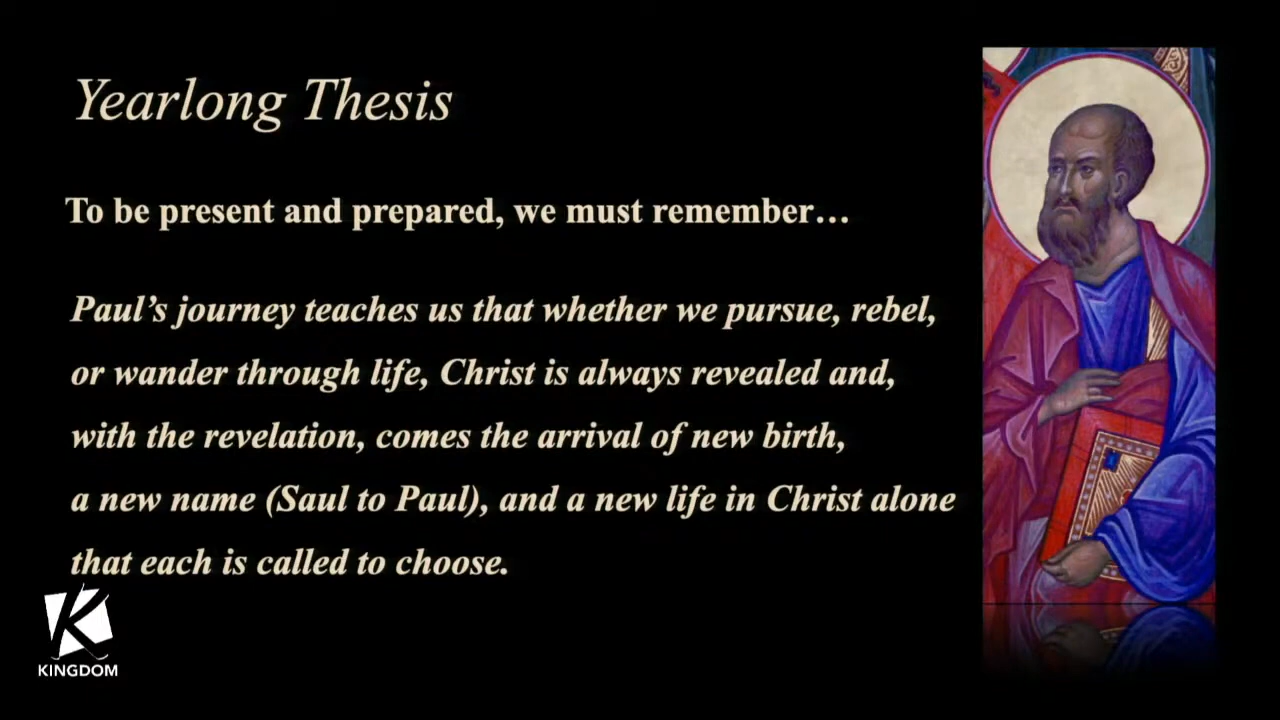 Yearlong Thesis
To be present and prepared, we must remember…
Paul’s journey teaches us that whether we pursue, rebel,
or wander through life, Christ is always revealed and,
with the revelation, comes the arrival of new birth,
a new name (Saul to Paul), and a new life in Christ alone
that each is called to choose.
K
KINGDOM